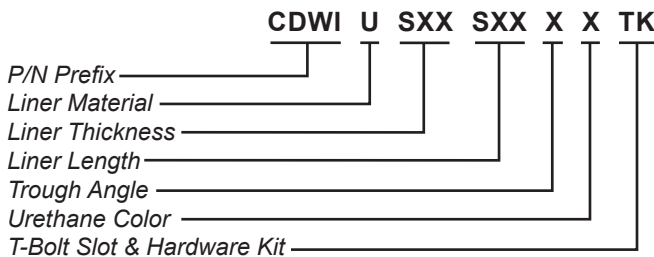 CDWI U SXX SXX X X TK
P/N Prefix
Liner Material
Liner Thickness
Liner Length
Trough Angle
Urethane Color
T-Bolt Slot & Hardware Kit